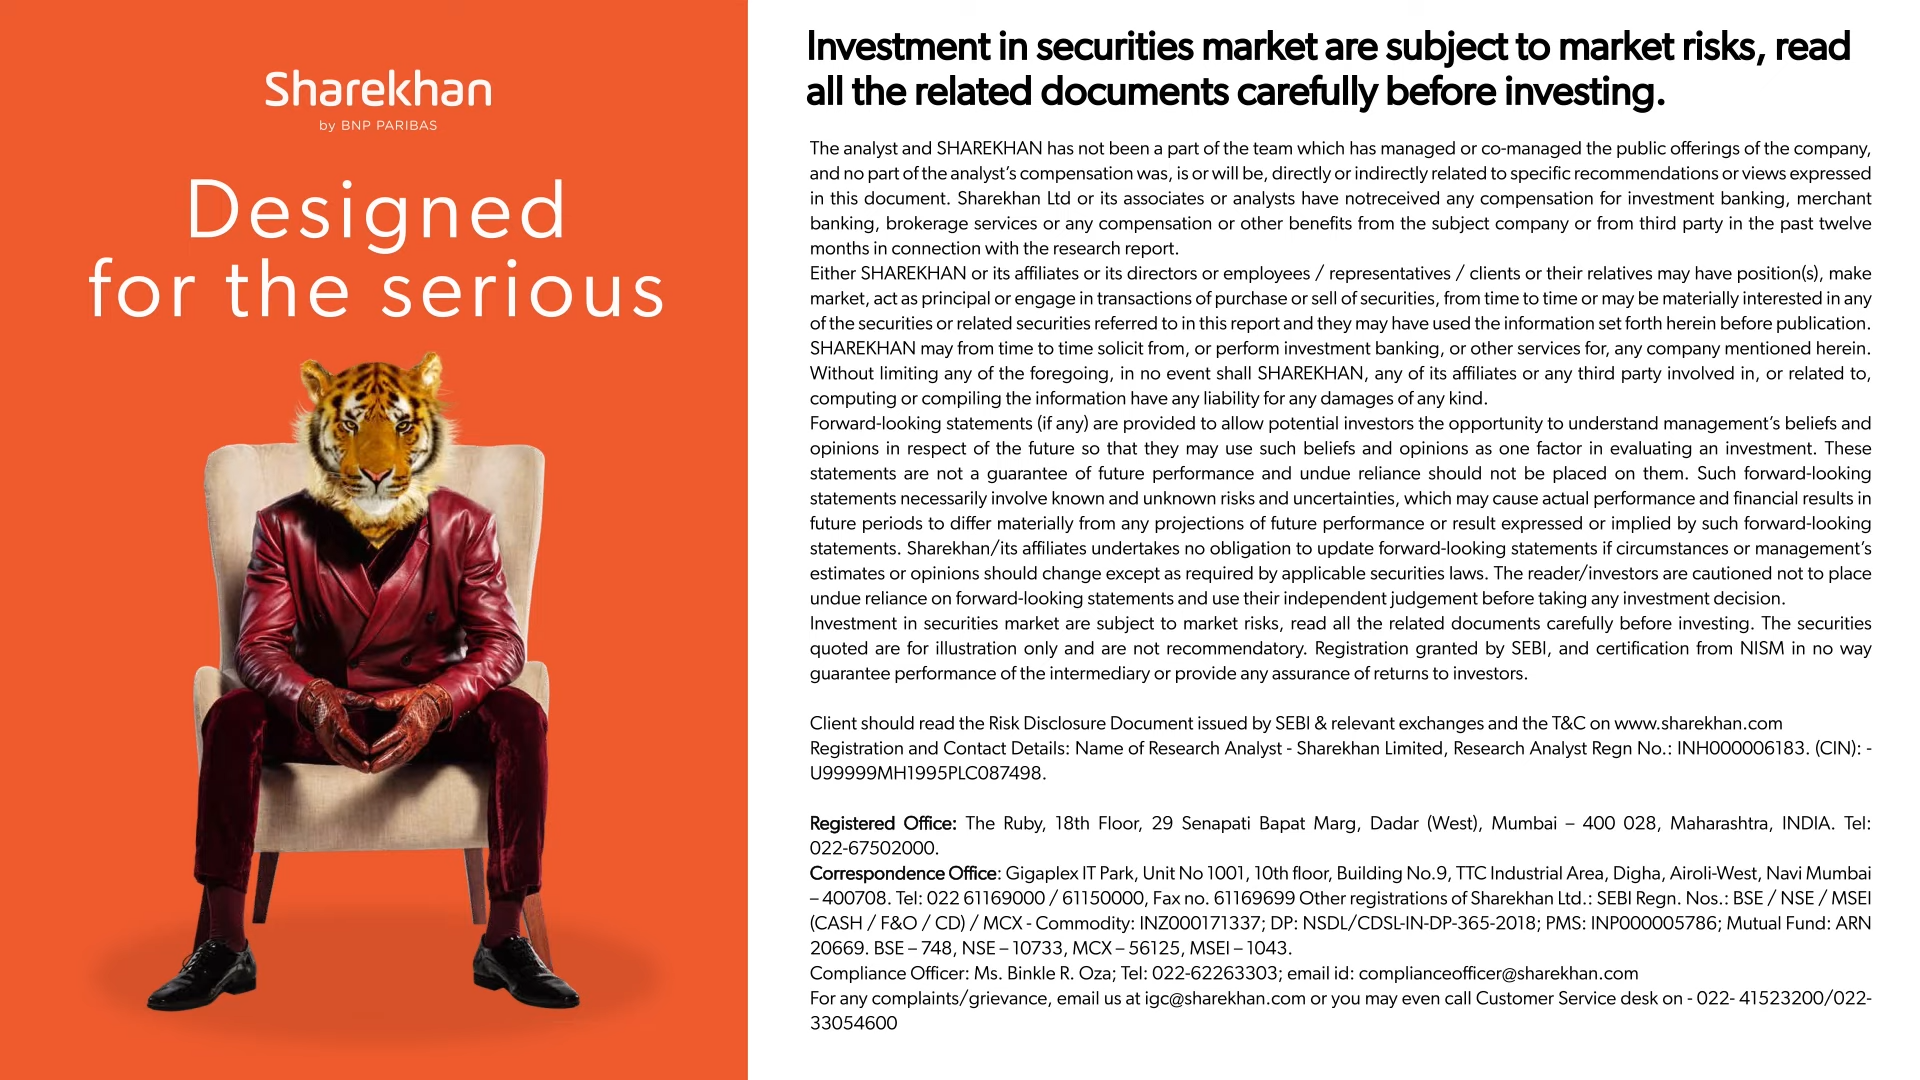 Sharekhan
by BNP PARIBAS
Designed
for the serious
Investment in securities market are subject to market risks, read
all the related documents carefully before investing.
The analyst and SHAREKHAN has not been a part of the team which has managed or co-managed the public offerings of the company,
and no part of the analyst's compensation was, is or will be, directly or indirectly related to specific recommendations or views expressed
in this document. Sharekhan Ltd or its associates or analysts have notreceived any compensation for investment banking, merchant
banking, brokerage services or any compensation or other benefits from the subject company or from third party in the past twelve
months in connection with the research report.
Either SHAREKHAN or its affiliates or its directors or employees / representatives / clients or their relatives may have position(s), make
market, act as principal or engage in transactions of purchase or sell of securities, from time to time or may be materially interested in any
of the securities or related securities referred to in this report and they may have used the information set forth herein before publication.
SHAREKHAN may from time to time solicit from, or perform investment banking, or other services for, any company mentioned herein.
Without limiting any of the foregoing, in no event shall SHAREKHAN, any of its affiliates or any third party involved in, or related to,
computing or compiling the information have any liability for any damages of any kind.
Forward-looking statements (if any) are provided to allow potential investors the opportunity to understand management's beliefs and
opinions in respect of the future so that they may use such beliefs and opinions as one factor in evaluating an investment. These
statements are not a guarantee of future performance and undue reliance should not be placed on them. Such forward-looking
statements necessarily involve known and unknown risks and uncertainties, which may cause actual performance and financial results in
future periods to differ materially from any projections of future performance or result expressed or implied by such forward-looking
statements. Sharekhan/its affiliates undertakes no obligation to update forward-looking statements if circumstances or management's
estimates or opinions should change except as required by applicable securities laws. The reader/investors are cautioned not to place
undue reliance on forward-looking statements and use their independent judgement before taking any investment decision.
Investment in securities market are subject to market risks, read all the related documents carefully before investing. The securities
quoted are for illustration only and are not recommendatory. Registration granted by SEBI, and certification from NISM in no way
guarantee performance of the intermediary or provide any assurance of returns to investors.
Client should read the Risk Disclosure Document issued by SEBI & relevant exchanges and the T&C on www.sharekhan.com
Registration and Contact Details: Name of Research Analyst - Sharekhan Limited, Research Analyst Regn No.: INH000006183. (CIN): -
U99999MH1995PLC087498.
Registered Office: The Ruby, 18th Floor, 29 Senapati Bapat Marg, Dadar (West), Mumbai – 400 028, Maharashtra, INDIA. Tel:
022-67502000.
Correspondence Office: Gigaplex IT Park, Unit No 1001, 10th floor, Building No.9, TTC Industrial Area, Digha, Airoli-West, Navi Mumbai
– 400708. Tel: 022 61169000 / 61150000, Fax no. 61169699 Other registrations of Sharekhan Ltd.: SEBI Regn. Nos.: BSE / NSE / MSEI
(CASH / F&O / CD) / MCX - Commodity: INZ000171337; DP: NSDL/CDSL-IN-DP-365-2018; PMS: INP000005786; Mutual Fund: ARN
20669. BSE – 748, NSE – 10733, MCX – 56125, MSEI – 1043.
Compliance Officer: Ms. Binkle R. Oza; Tel: 022-62263303; email id: complianceofficer@sharekhan.com
For any complaints/grievance, email us at igc@sharekhan.com or you may even call Customer Service desk on - 022- 41523200/022-
33054600